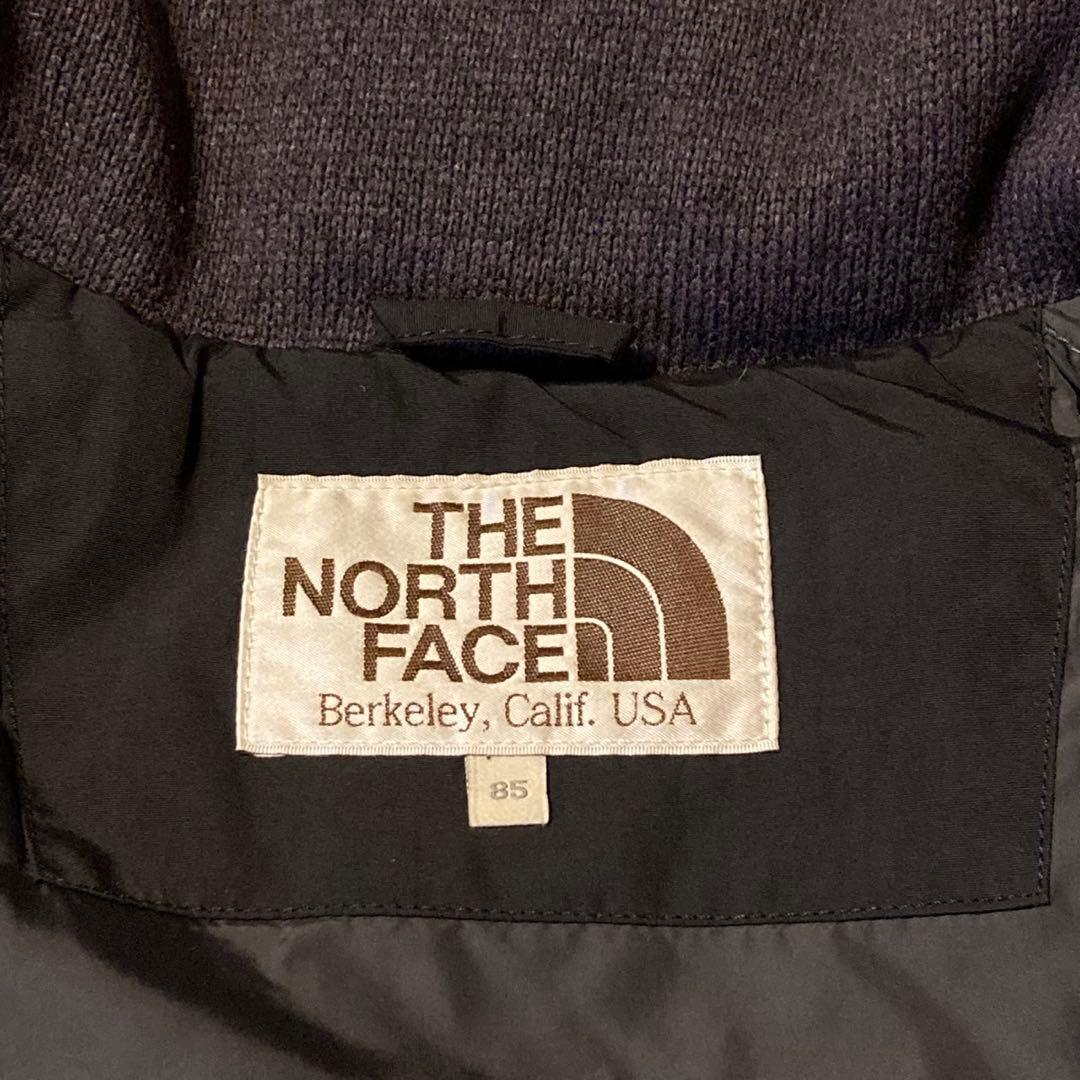 THE
NORTH
FACE
Berkeley, Calif. USA
85